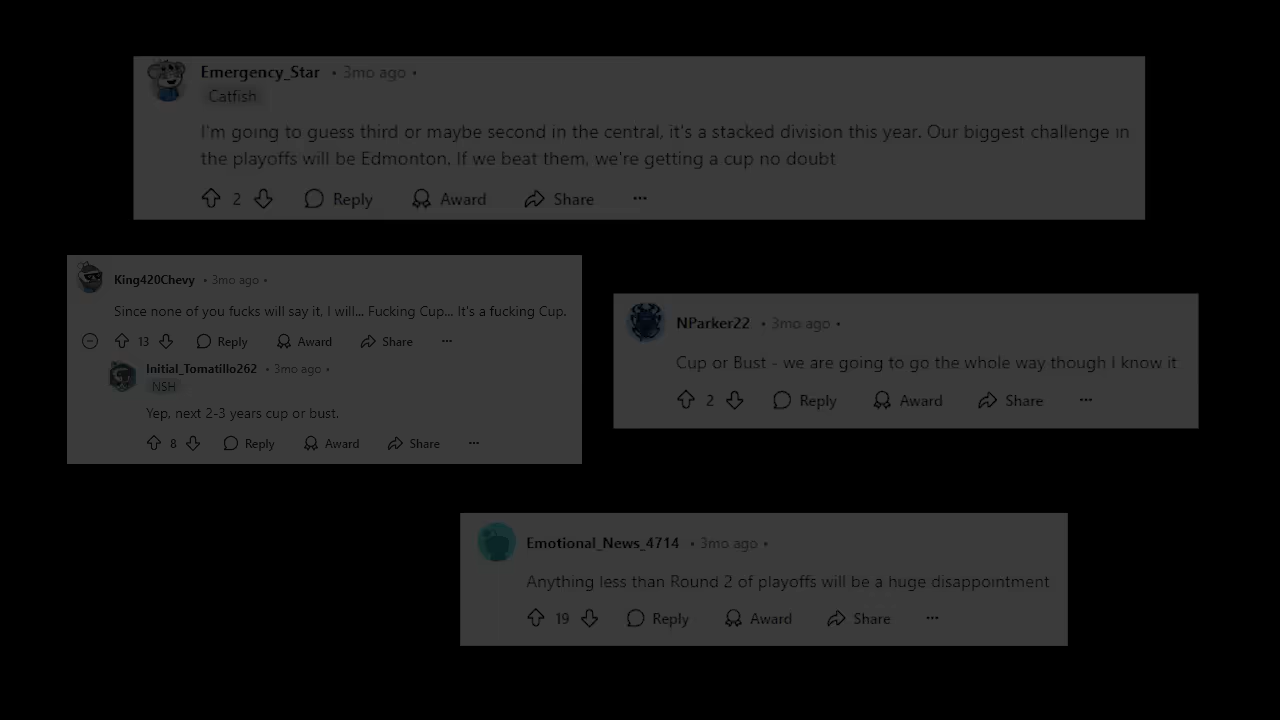 Emergency_Star • 3mo ago •
Catfish
I'm going to guess third or maybe second in the central, it's a stacked division this year. Our biggest challenge in
the playoffs will be Edmonton. If we beat them, we're getting a cup no doubt
2 Reply Award Share ...
King420Chevy • 3mo ago •
Since none of you fucks will say it, I will... Fucking Cup... It's a fucking Cup.
13 Reply Award Share ...
Initial_Tomatillo262 • 3mo ago •
NSH
Yep, next 2-3 years cup or bust.
8 Reply Award Share ...
NParker22 • 3mo ago •
Cup or Bust - we are going to go the whole way though I know it
2 Reply Award Share ...
Emotional_News_4714 • 3mo ago •
Anything less than Round 2 of playoffs will be a huge disappointment
19 Reply Award Share ...